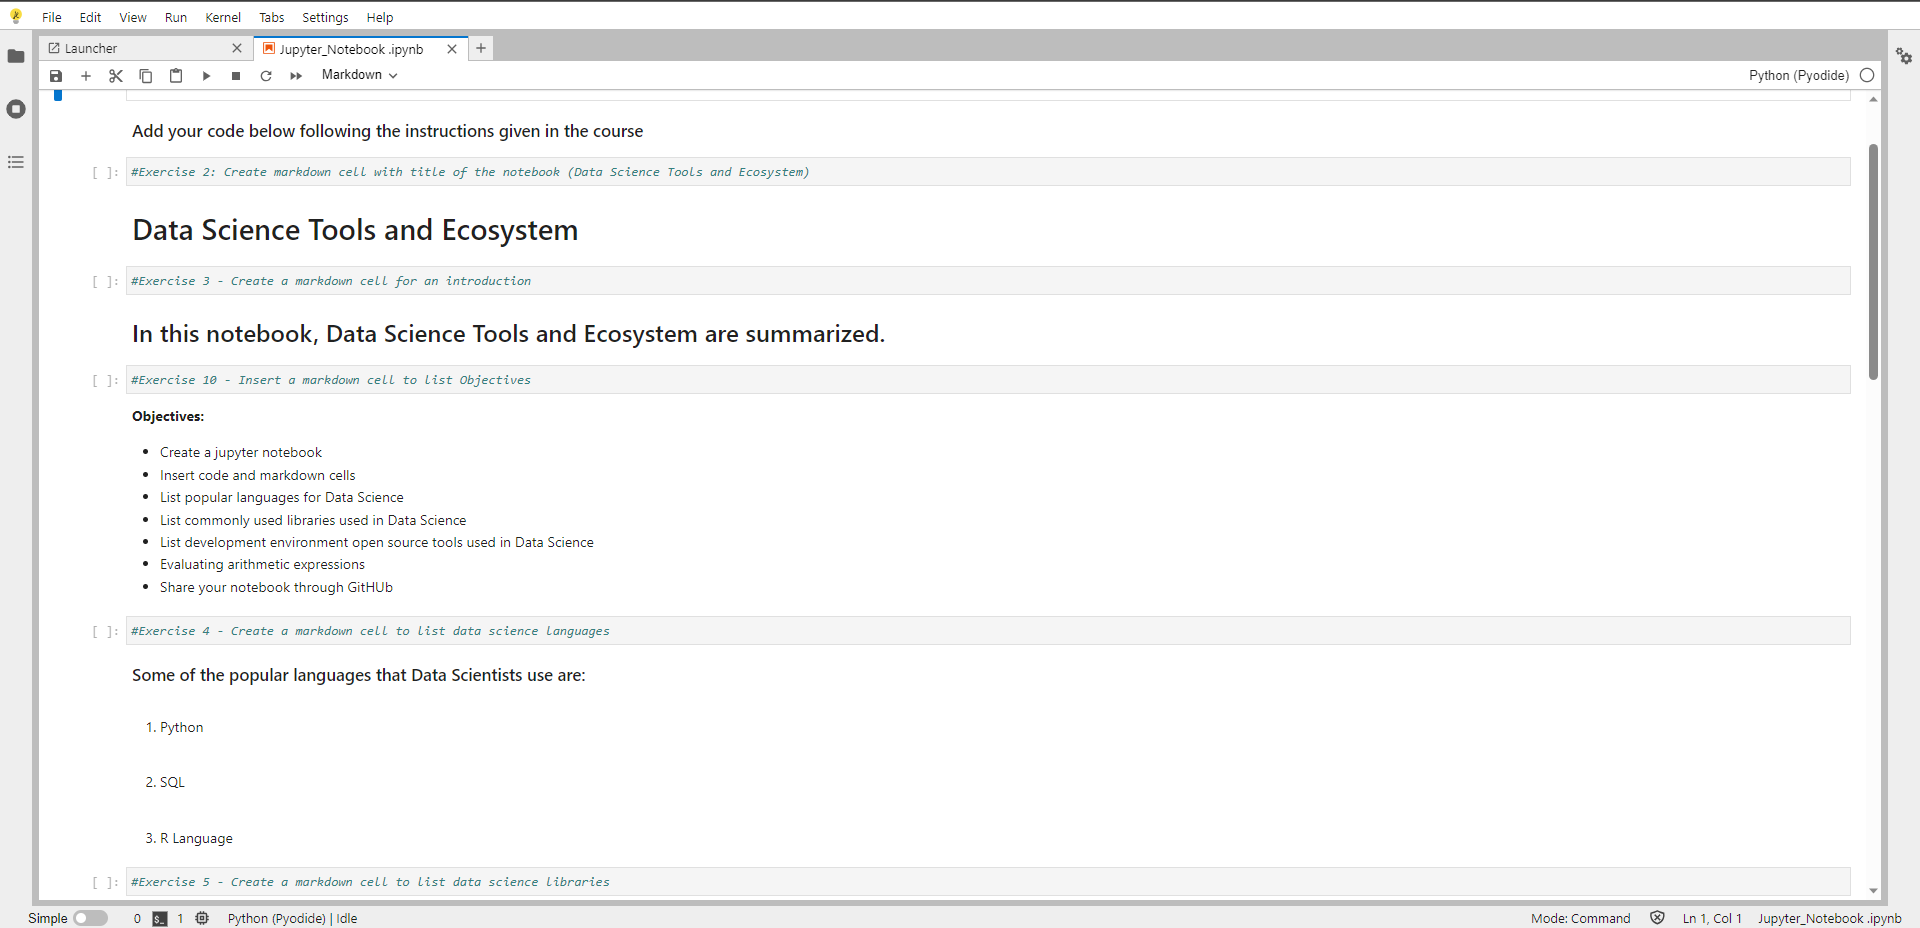 File Edit View Run Kernel Tabs Settings Help
Launcher
Jupyter_Notebook .ipynb
Markdown
Python (Pyodide)
Add your code below following the instructions given in the course
[ ]: #Exercise 2: Create markdown cell with title of the notebook (Data Science Tools and Ecosystem)
Data Science Tools and Ecosystem
[ ]: #Exercise 3 - Create a markdown cell for an introduction
In this notebook, Data Science Tools and Ecosystem are summarized.
[ ]: #Exercise 10 - Insert a markdown cell to list Objectives
Objectives:
• Create a jupyter notebook
• Insert code and markdown cells
• List popular languages for Data Science
• List commonly used libraries used in Data Science
• List development environment open source tools used in Data Science
• Evaluating arithmetic expressions
• Share your notebook through GitHUb
[ ]: #Exercise 4 - Create a markdown cell to list data science languages
Some of the popular languages that Data Scientists use are:
1. Python
2. SQL
3. R Language
[ ]: #Exercise 5 - Create a markdown cell to list data science libraries
Simple 0 1 Python (Pyodide) | Idle Mode: Command Ln 1, Col 1 Jupyter_Notebook .ipynb